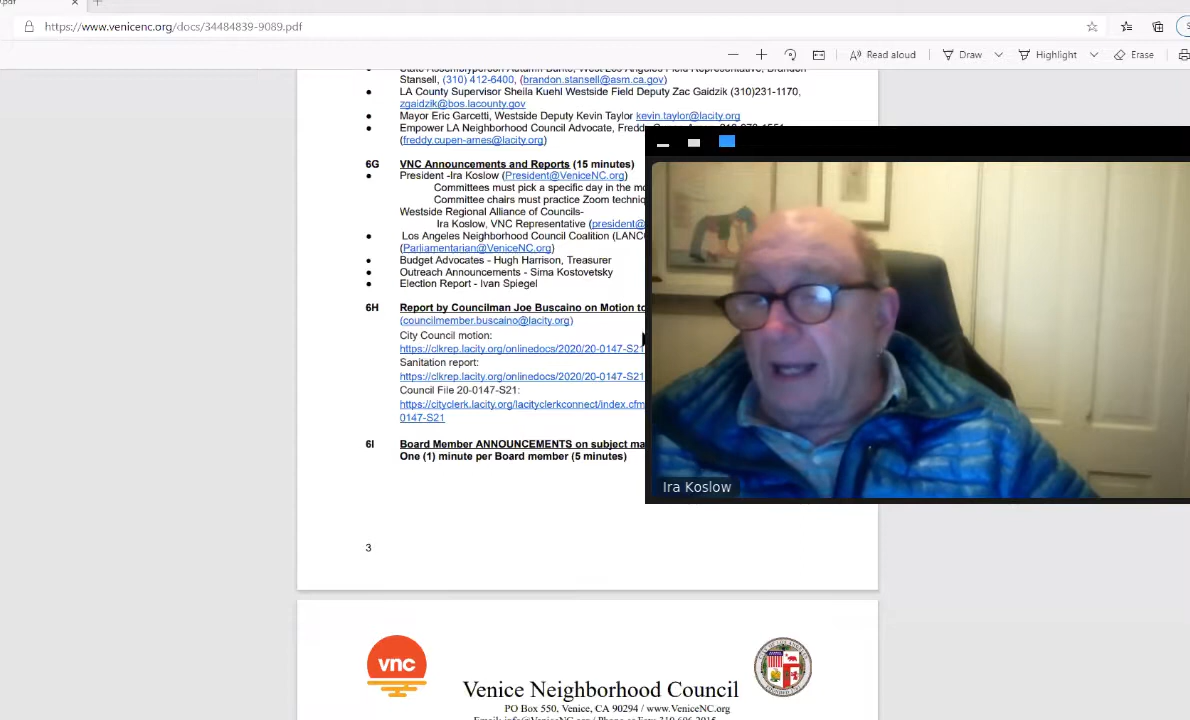 .pdf
https://www.venicenc.org/docs/34484839-9089.pdf
Read aloud
Draw
Highlight
Erase
Stansell, (310) 412-6400, (brandon.stansell@asm.ca.gov)
LA County Supervisor Sheila Kuehl Westside Field Deputy Zac Gaidzik (310)231-1170,
zgaidzik@bos.lacounty.gov
Mayor Eric Garcetti, Westside Deputy Kevin Taylor kevin.taylor@lacity.org
Empower LA Neighborhood Council Advocate,
(freddy.cupen-ames@lacity.org)
6G VNC Announcements and Reports (15 minutes)
President -Ira Koslow (President@VeniceNC.org)
Committees must pick a specific day in the mo
Committee chairs must practice Zoom techniq
Westside Regional Alliance of Councils-
Ira Koslow, VNC Representative (president@
Los Angeles Neighborhood Council Coalition (LANC
(Parliamentarian@VeniceNC.org)
Budget Advocates - Hugh Harrison, Treasurer
Outreach Announcements - Sima Kostovetsky
Election Report - Ivan Spiegel
6H Report by Councilman Joe Buscaino on Motion to
(councilmember.buscaino@lacity.org)
City Council motion:
https://clkrep.lacity.org/onlinedocs/2020/20-0147-S21
Sanitation report:
https://clkrep.lacity.org/onlinedocs/2020/20-0147-S21
Council File 20-0147-S21:
https://cityclerk.lacity.org/lacityclerkconnect/index.cfm
0147-S21
6I Board Member ANNOUNCEMENTS on subject ma
One (1) minute per Board member (5 minutes)
Ira Koslow
3
vnc
Venice Neighborhood Council
PO Box 550, Venice, CA 90294 / www.VeniceNC.org